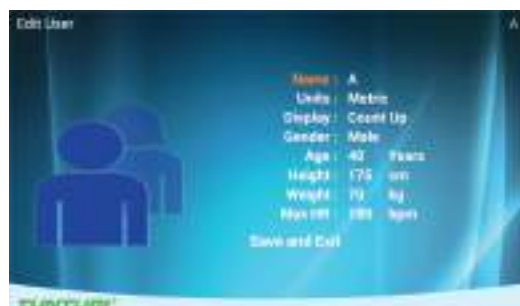 Edit User
A
Name : A
Units : Metric
Display : Count Up
Gender : Male
Age : 40 Years
Height : 175 cm
Weight : 70 kg
Max HR : bpm
Save and Exit